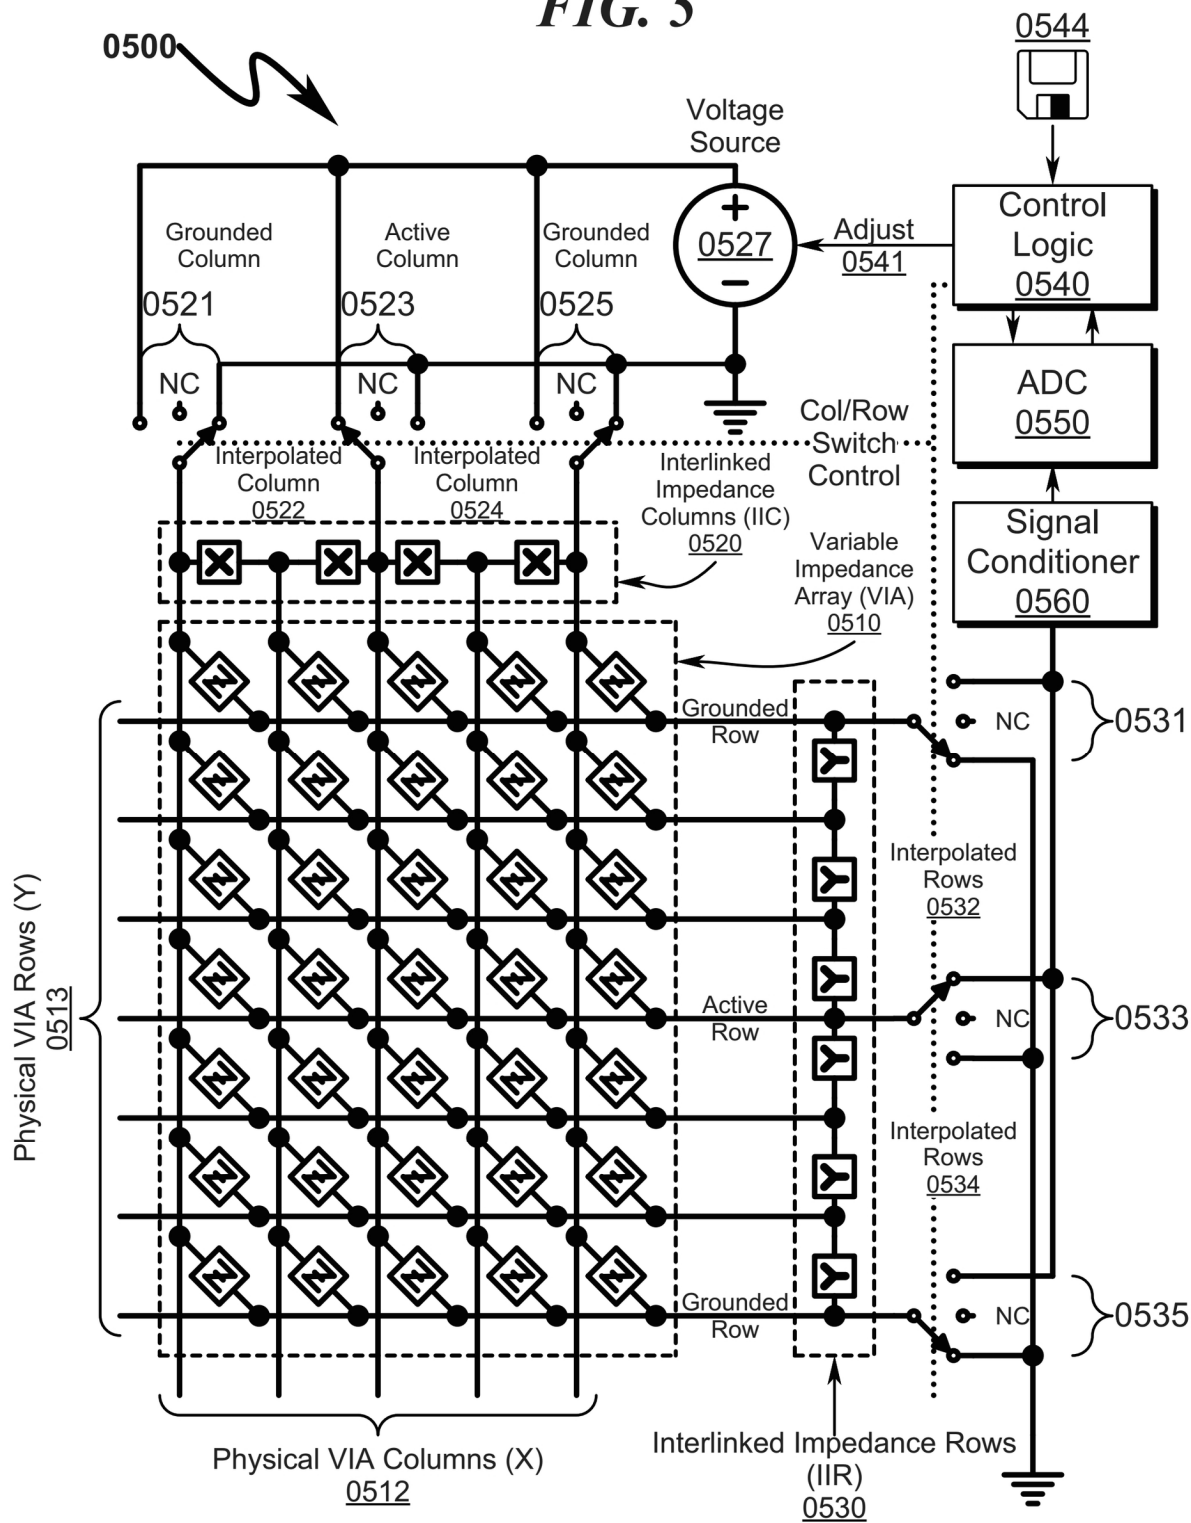 FIG. 5
0544
0500
Voltage
Source
Control
Logic
0540
Grounded
Column
Active
Column
Grounded
Column
+
0527
−
Adjust
0541
0521
0523
0525
NC
NC
NC
ADC
0550
Col/Row
Switch
Control
Interpolated
Column
0522
Interpolated
Column
0524
Interlinked
Impedance
Columns (IIC)
0520
Signal
Conditioner
0560
X
X
X
X
Variable
Impedance
Array (VIA)
0510
Grounded
Row
NC
0531
Z Z Z Z Z
Y
Z Z Z Z Z
Y
Interpolated
Rows
0532
Z Z Z Z Z
Y
Physical VIA Rows (Y)
0513
Z Z Z Z Z
Active
Row
NC
0533
Y
Z Z Z Z Z
Y
Interpolated
Rows
0534
Z Z Z Z Z
Y
Z Z Z Z Z
Grounded
Row
NC
0535
Physical VIA Columns (X)
0512
Interlinked Impedance Rows
(IIR)
0530